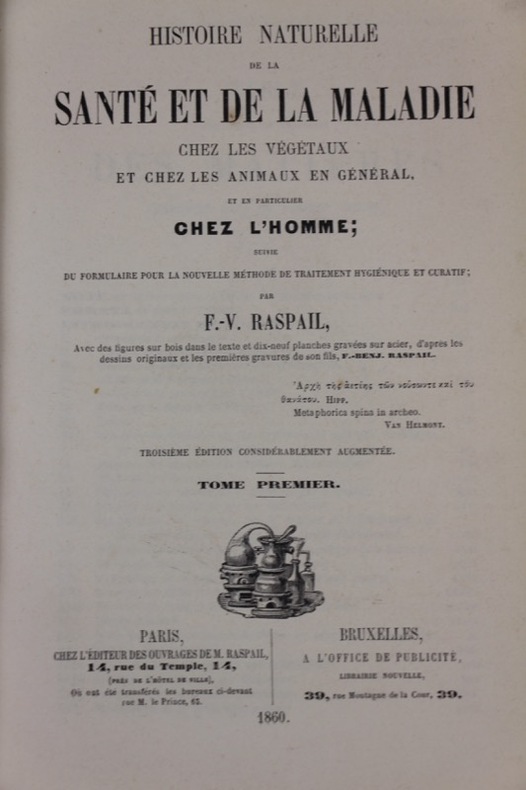 HISTOIRE NATURELLE
DE LA
SANTÉ ET DE LA MALADIE
CHEZ LES VÉGÉTAUX
ET CHEZ LES ANIMAUX EN GÉNÉRAL,
ET EN PARTICULIER
CHEZ L'HOMME;
SUIVIE
DU FORMULAIRE POUR LA NOUVELLE MÉTHODE DE TRAITEMENT HYGIÉNIQUE ET CURATIF;
PAR
F.-V. RASPAIL,
Avec des figures sur bois dans le texte et dix-neuf planches gravées sur acier, d'après les
dessins originaux et les premières gravures de son fils, F.-BENJ. RASPAIL.
τῶν καὶ τοῦ
θανάτου. HIPP.
Metaphorica spina in archeo.
VAN HELMONT.
TROISIÈME ÉDITION CONSIDÉRABLEMENT AUGMENTÉE.
TOME PREMIER.
PARIS,
CHEZ L'ÉDITEUR DES OUVRAGES DE M. RASPAIL,
14, rue du Temple, 14,
(PRÈS DE L'HÔTEL DE VILLE),
Où ont été transférés les bureaux ci-devant
rue M. le Prince,
BRUXELLES,
A L'OFFICE DE PUBLICITÉ,
LIBRAIRIE NOUVELLE,
39, rue Montagne de la Cour, 39.
1860.